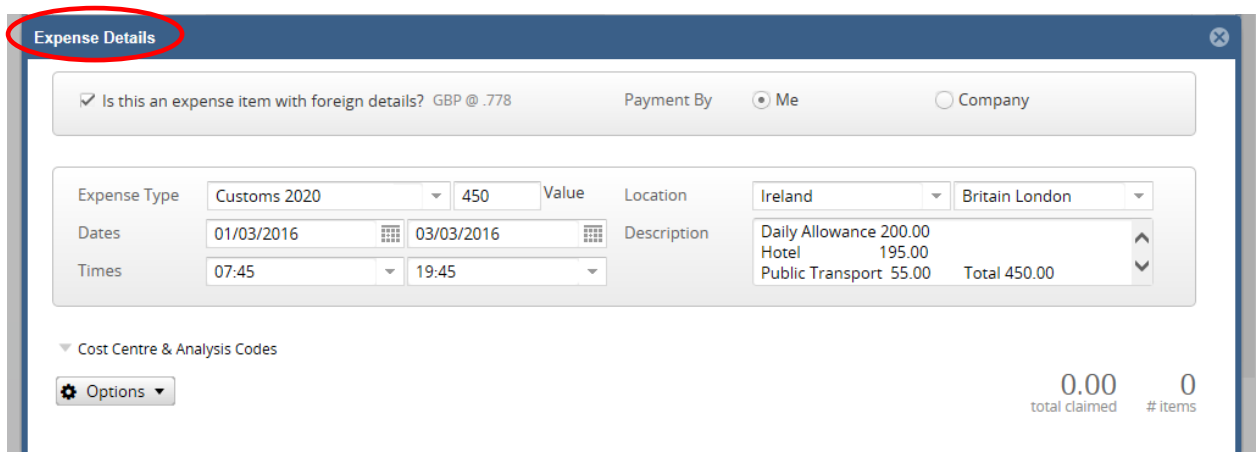 Expense Details
Is this an expense item with foreign details? GBP @ .778 Payment By Me Company
Expense Type Customs 2020 450 Value Location Ireland Britain London
Dates 01/03/2016 03/03/2016 Description Daily Allowance 200.00
Hotel 195.00
Times 07:45 19:45 Public Transport 55.00 Total 450.00
Cost Centre & Analysis Codes
Options
0.00 0
total claimed # items